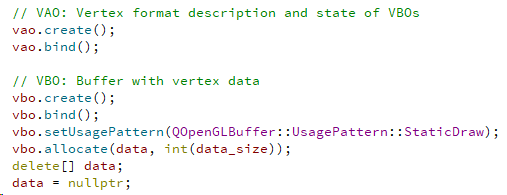 // VAO: Vertex format description and state of VBOs
vao.create();
vao.bind();
// VBO: Buffer with vertex data
vbo.create();
vbo.bind();
vbo.setUsagePattern(QOpenGLBuffer::UsagePattern::StaticDraw);
vbo.allocate(data, int(data_size));
delete[] data;
data = nullptr;